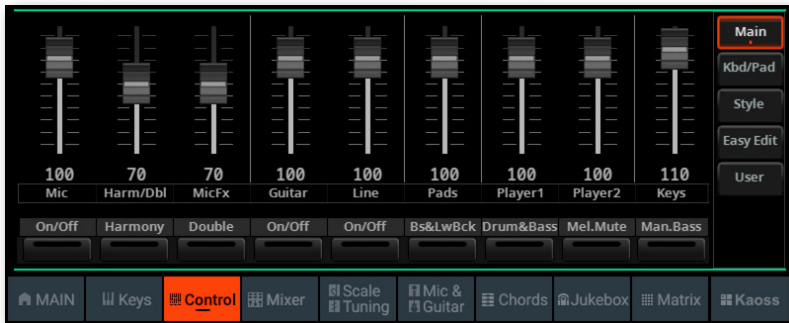 Main
Kbd/Pad
Style
Easy Edit
User
100 70 70 100 100 100 100 100 110
Mic Harm/Dbl MicFx Guitar Line Pads Player1 Player2 Keys
On/Off Harmony Double On/Off On/Off Bs&LwBck Drum&Bass Mel.Mute Man.Bass
MAIN Keys Control Mixer Scale Tuning Mic & Guitar Chords Jukebox Matrix Kaoss